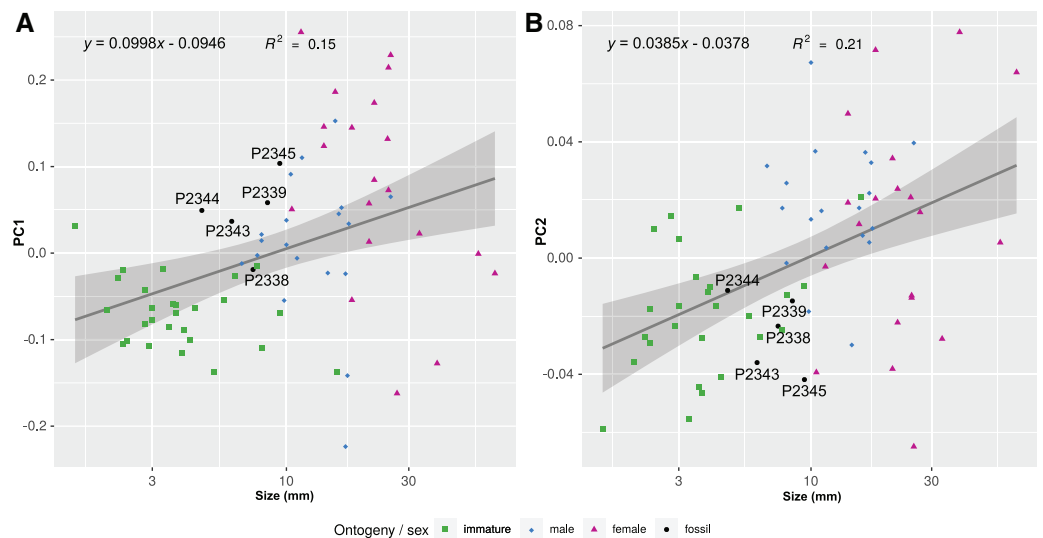 A
B
y = 0.0998x - 0.0946
R² = 0.15
y = 0.0385x - 0.0378
R² = 0.21
PC1
0.2
0.1
0.0
-0.1
-0.2
P2345
P2344
P2339
P2343
P2338
3
10
30
Size (mm)
PC2
0.08
0.04
0.00
-0.04
P2344
P2339
P2338
P2343
P2345
3
10
30
Size (mm)
Ontogeny / sex immature male female fossil